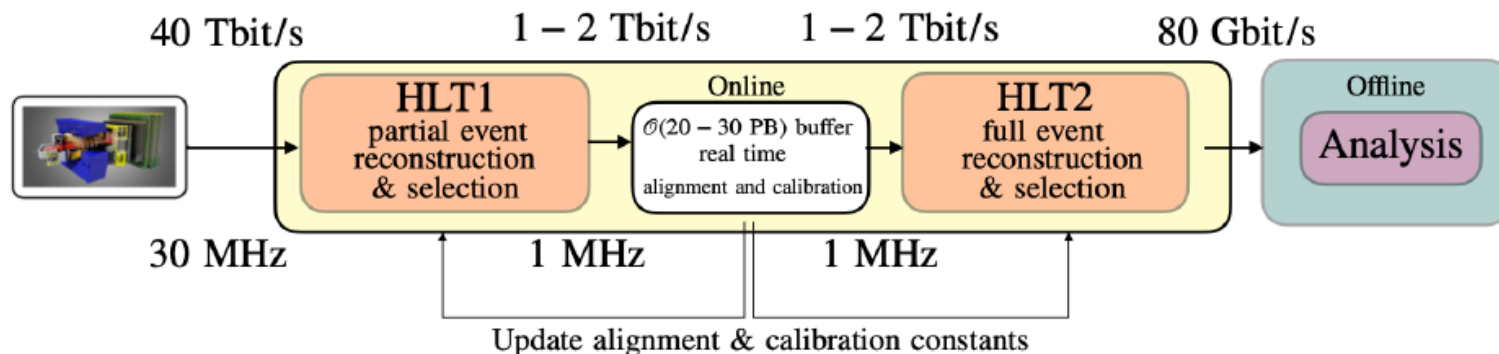 40 Tbit/s
1 – 2 Tbit/s
1 – 2 Tbit/s
80 Gbit/s
HLT1
partial event
reconstruction
& selection
Online
𝒪(20 – 30 PB) buffer
real time
alignment and calibration
HLT2
full event
reconstruction
& selection
Offline
Analysis
30 MHz
1 MHz
1 MHz
Update alignment & calibration constants